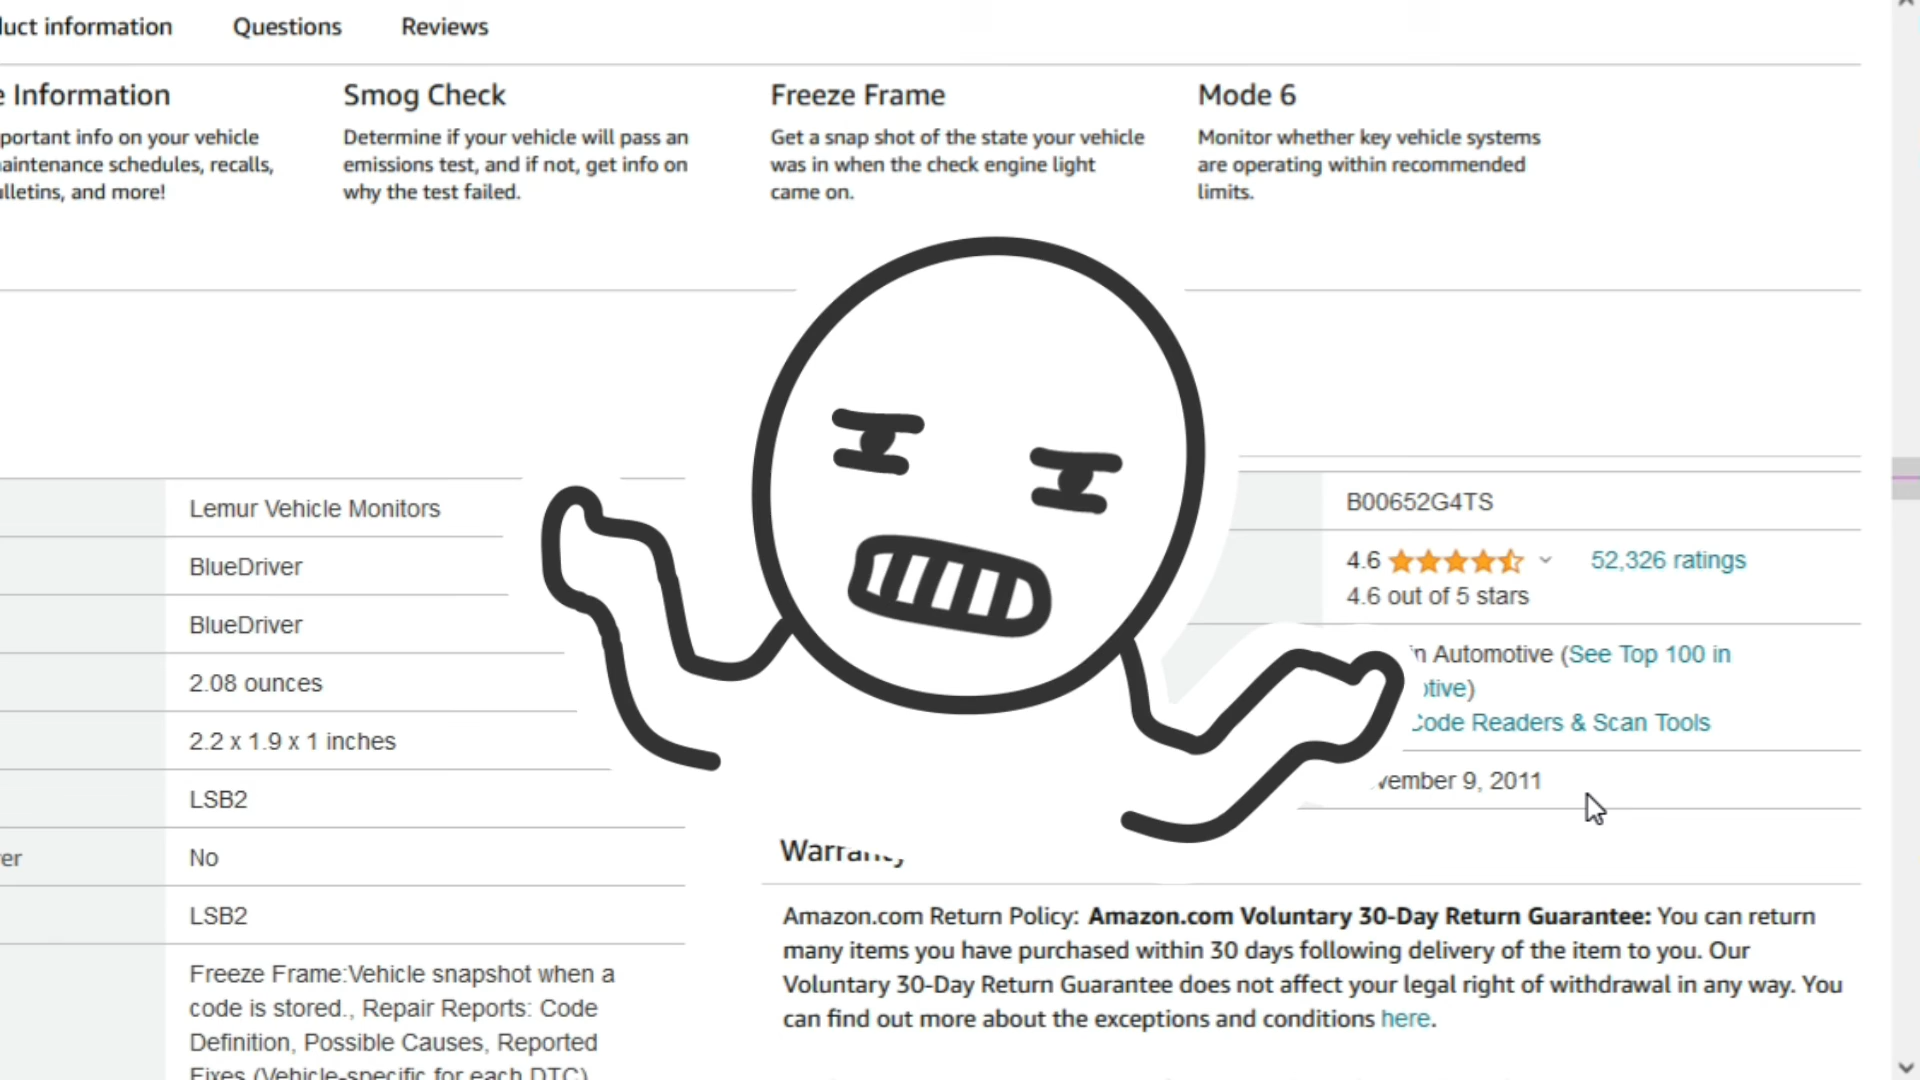 uct information Questions Reviews
e Information
portant info on your vehicle
aintenance schedules, recalls,
lletins, and more!
Smog Check
Determine if your vehicle will pass an
emissions test, and if not, get info on
why the test failed.
Freeze Frame
Get a snap shot of the state your vehicle
was in when the check engine light
came on.
Mode 6
Monitor whether key vehicle systems
are operating within recommended
limits.
Lemur Vehicle Monitors
BlueDriver
BlueDriver
2.08 ounces
2.2 x 1.9 x 1 inches
LSB2
er No
LSB2
Freeze Frame:Vehicle snapshot when a
code is stored., Repair Reports: Code
Definition, Possible Causes, Reported
Fixes (Vehicle-specific for each DTC)
B00652G4TS
4.6 52,326 ratings
4.6 out of 5 stars
in Automotive (See Top 100 in
otive)
Code Readers & Scan Tools
vember 9, 2011
Warranty
Amazon.com Return Policy: Amazon.com Voluntary 30-Day Return Guarantee: You can return
many items you have purchased within 30 days following delivery of the item to you. Our
Voluntary 30-Day Return Guarantee does not affect your legal right of withdrawal in any way. You
can find out more about the exceptions and conditions here.